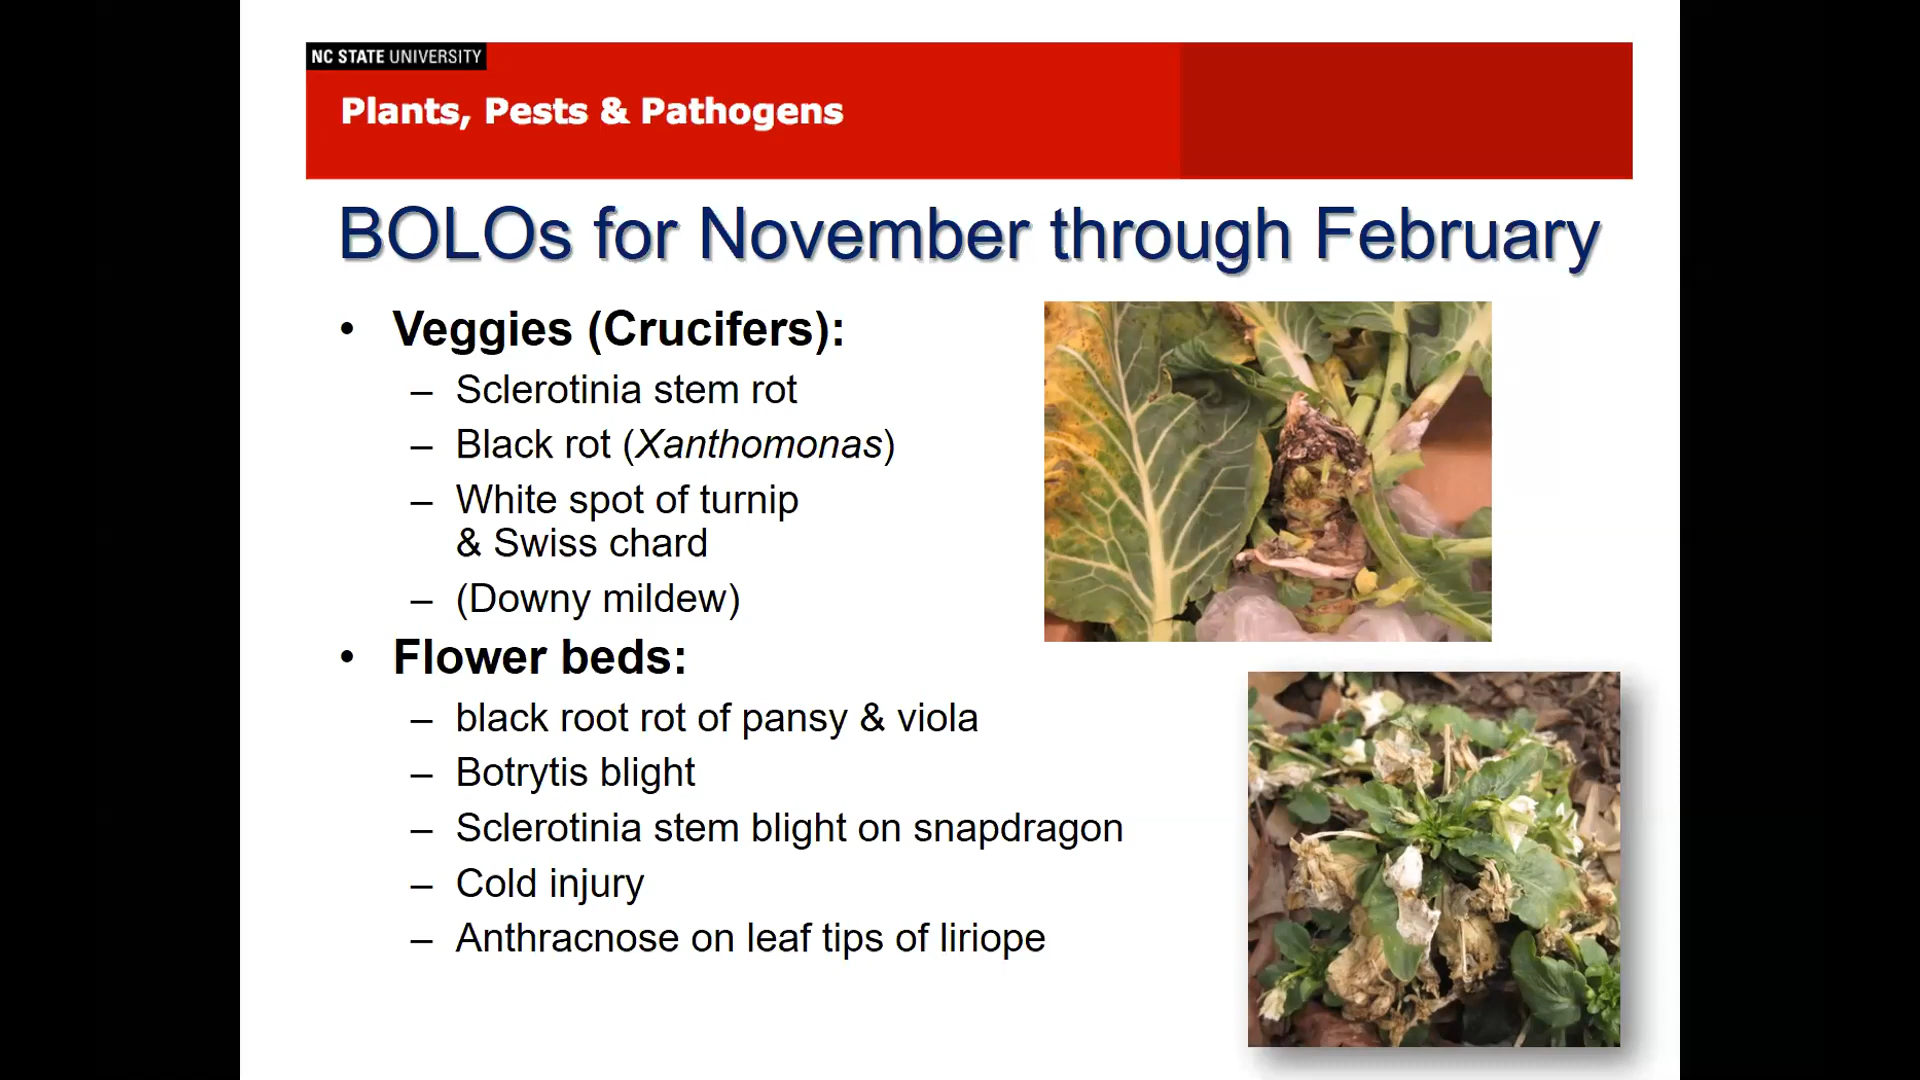 NC STATE UNIVERSITY
Plants, Pests & Pathogens
BOLOs for November through February
• Veggies (Crucifers):
– Sclerotinia stem rot
– Black rot (Xanthomonas)
– White spot of turnip
& Swiss chard
– (Downy mildew)
• Flower beds:
– black root rot of pansy & viola
– Botrytis blight
– Sclerotinia stem blight on snapdragon
– Cold injury
– Anthracnose on leaf tips of liriope